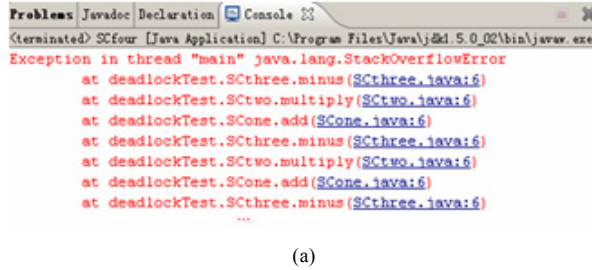 Problems Javadoc Declaration Console
<terminated> SCfour [Java Application] C:\Program Files\Java\jdk1.5.0_02\bin\javaw.exe
Exception in thread "main" java.lang.StackOverflowError
at deadlockTest.SCthree.minus(SCthree.java:6)
at deadlockTest.SCtwo.multiply(SCtwo.java:6)
at deadlockTest.SCone.add(SCone.java:6)
at deadlockTest.SCthree.minus(SCthree.java:6)
at deadlockTest.SCtwo.multiply(SCtwo.java:6)
at deadlockTest.SCone.add(SCone.java:6)
at deadlockTest.SCthree.minus(SCthree.java:6)
...
(a)